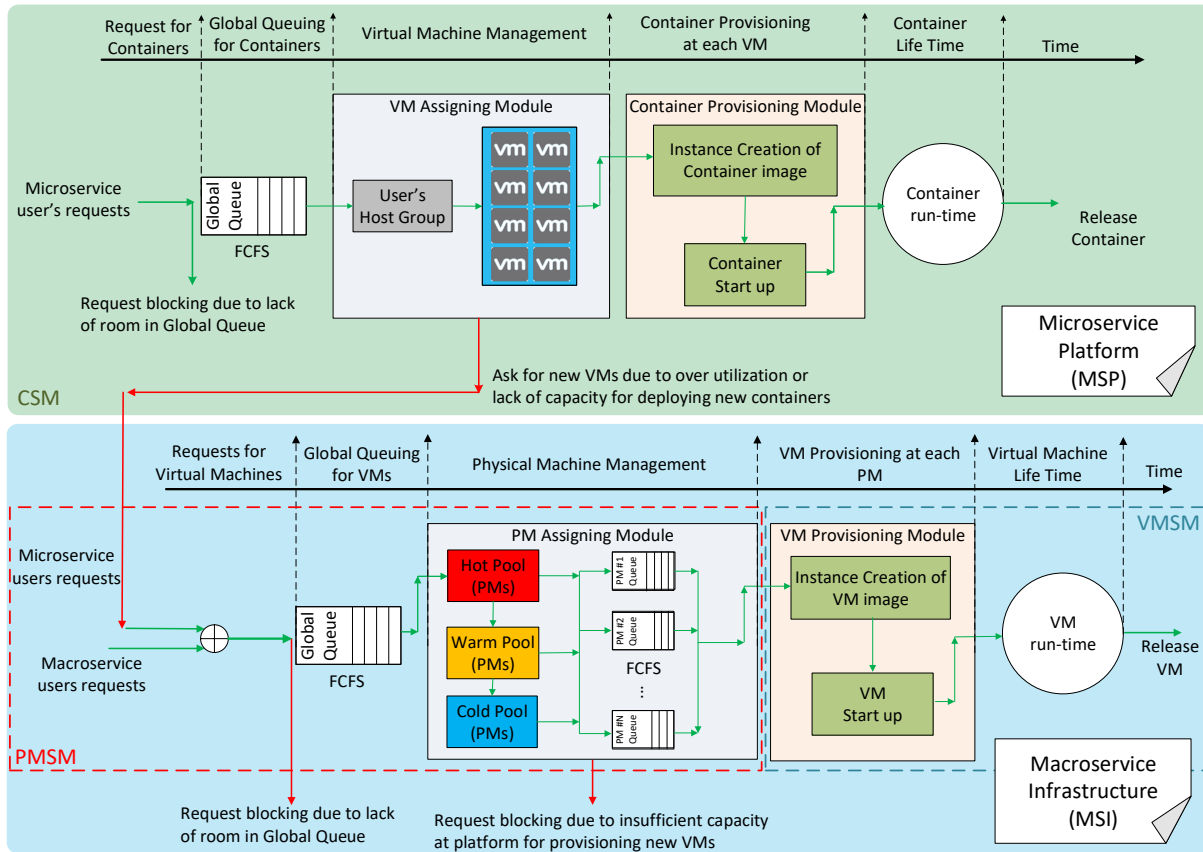 Request for
Containers
Global Queuing
for Containers
Virtual Machine Management
Container Provisioning
at each VM
Container
Life Time
Time
VM Assigning Module
Container Provisioning Module
Microservice
user's requests
Global
Queue
FCFS
User's
Host Group
vm vm
vm vm
vm vm
vm vm
Instance Creation of
Container image
Container
Start up
Container
run-time
Release
Container
Request blocking due to lack
of room in Global Queue
Microservice
Platform
(MSP)
Ask for new VMs due to over utilization or
lack of capacity for deploying new containers
CSM
Requests for
Virtual Machines
Global Queuing
for VMs
Physical Machine Management
VM Provisioning at each
PM
Virtual Machine
Life Time
Time
VMSM
PM Assigning Module
VM Provisioning Module
Microservice
users requests
Macroservice
users requests
Global
Queue
FCFS
Hot Pool
(PMs)
Warm Pool
(PMs)
Cold Pool
(PMs)
PM #1
Queue
PM #2
Queue
FCFS
...
PM #N
Queue
Instance Creation of
VM image
VM
Start up
VM
run-time
Release
VM
PMSM
Request blocking due to lack
of room in Global Queue
Request blocking due to insufficient capacity
at platform for provisioning new VMs
Macroservice
Infrastructure
(MSI)